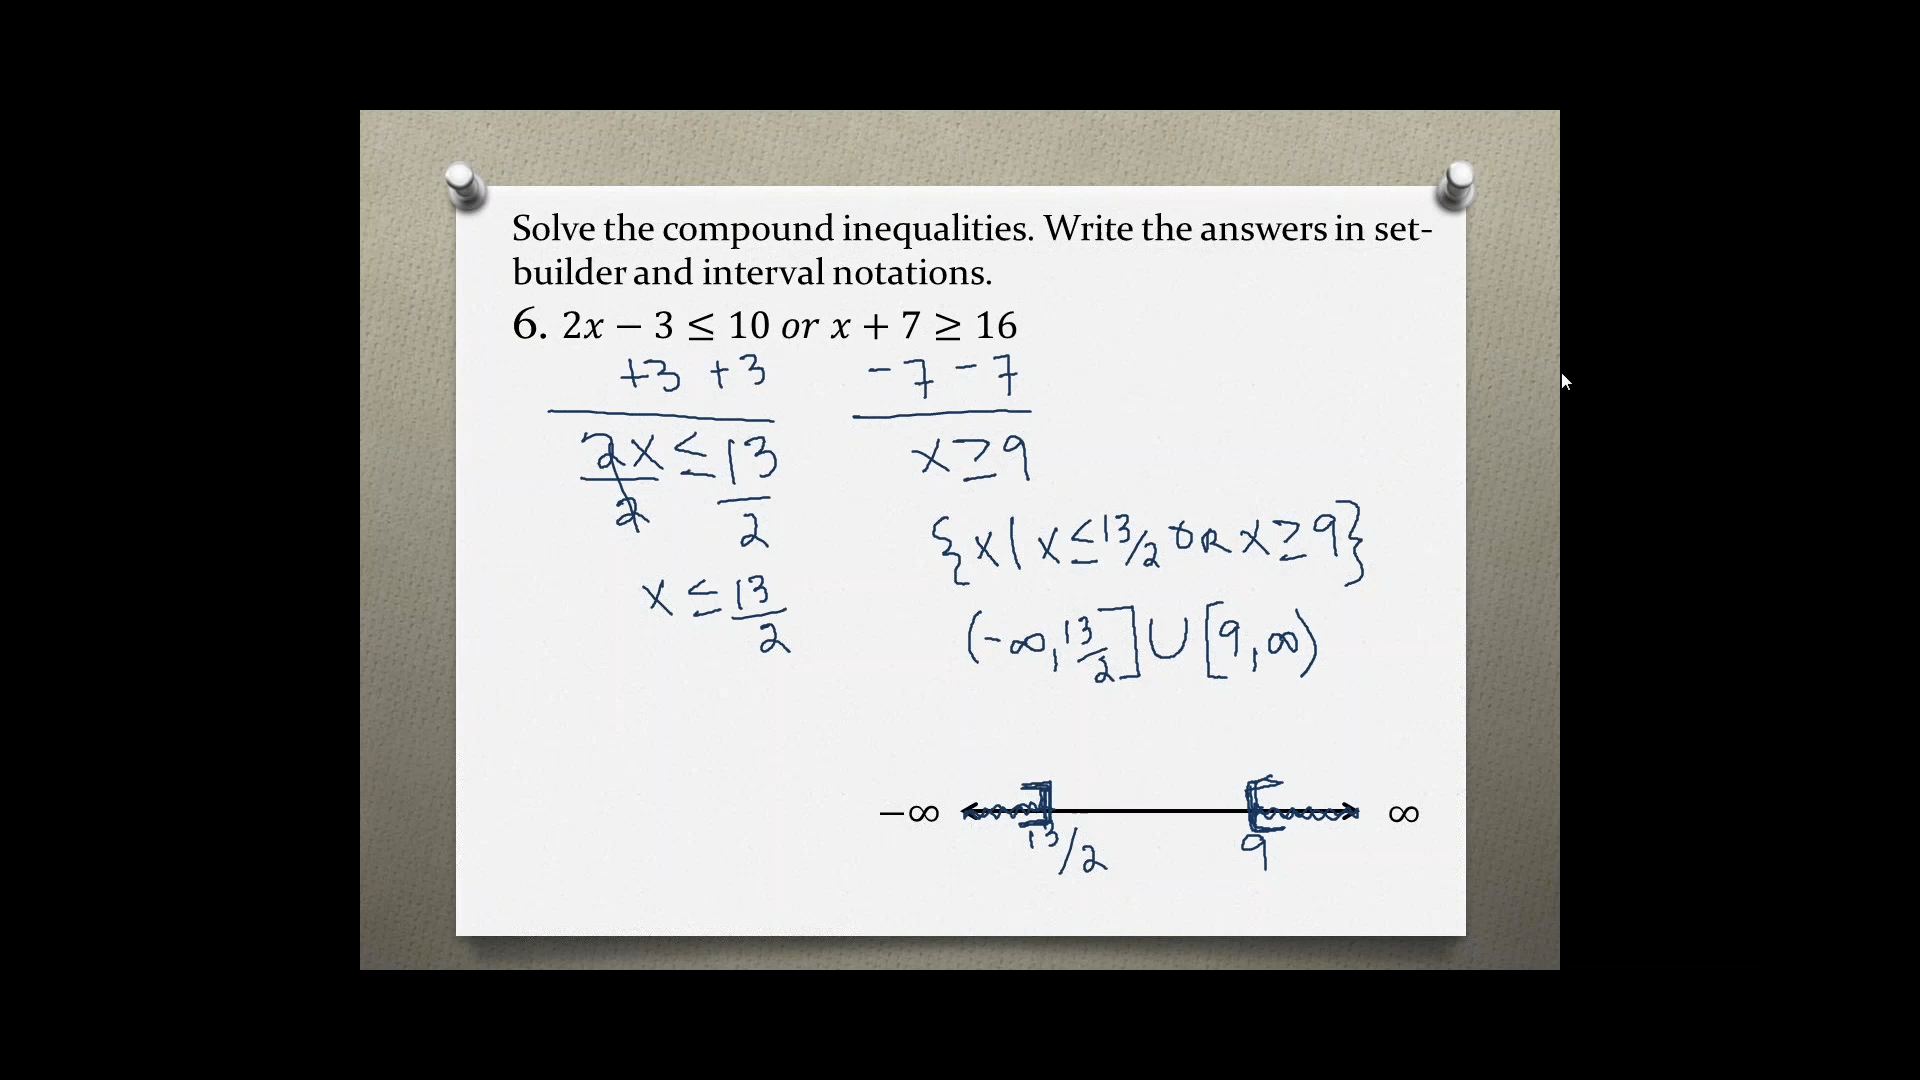 Solve the compound inequalities. Write the answers in set-
builder and interval notations.
6. 2x − 3 ≤ 10 or x + 7 ≥ 16
+3 +3 -7 -7
2x ≤ 13 x ≥ 9
2 2
{x | x ≤ 13/2 OR x ≥ 9}
x ≤ 13/2
(-∞, 13/2] ∪ [9, ∞)
−∞ ] [ ∞
13/2 9